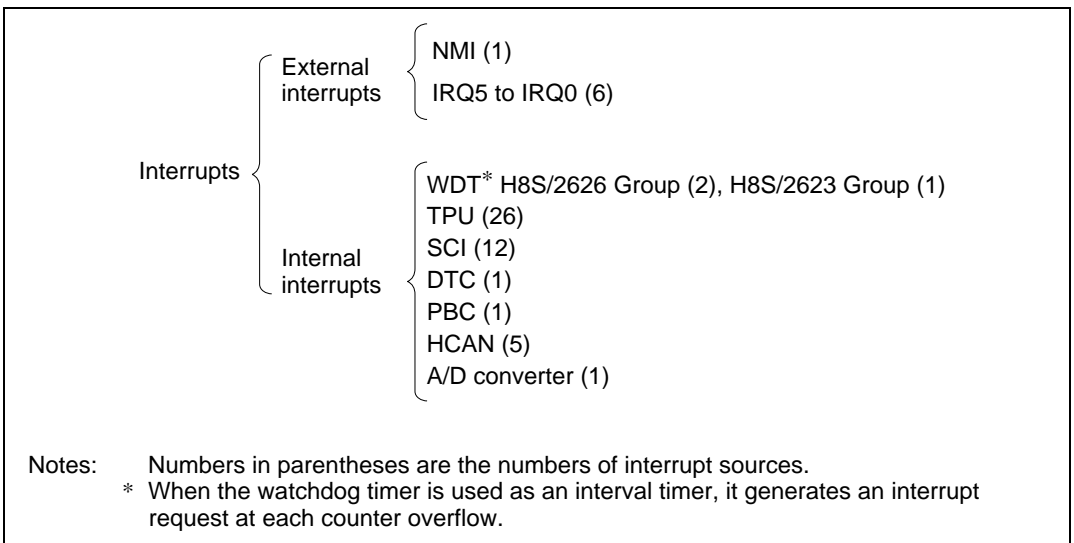 Interrupts
External
interrupts
NMI (1)
IRQ5 to IRQ0 (6)
Internal
interrupts
WDT* H8S/2626 Group (2), H8S/2623 Group (1)
TPU (26)
SCI (12)
DTC (1)
PBC (1)
HCAN (5)
A/D converter (1)
Notes: Numbers in parentheses are the numbers of interrupt sources.
* When the watchdog timer is used as an interval timer, it generates an interrupt
request at each counter overflow.